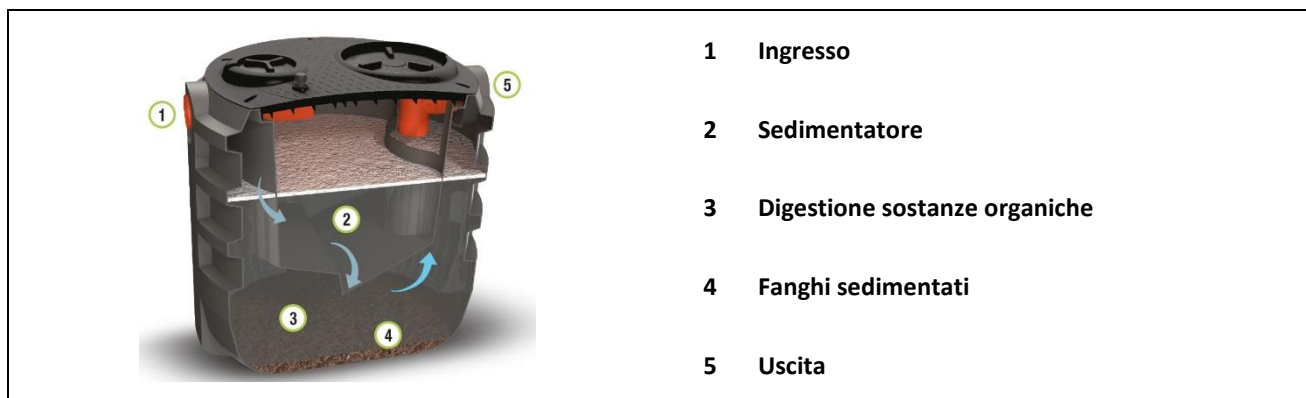 1 Ingresso
2 Sedimentatore
3 Digestione sostanze organiche
4 Fanghi sedimentati
5 Uscita
1
5
2
3
4